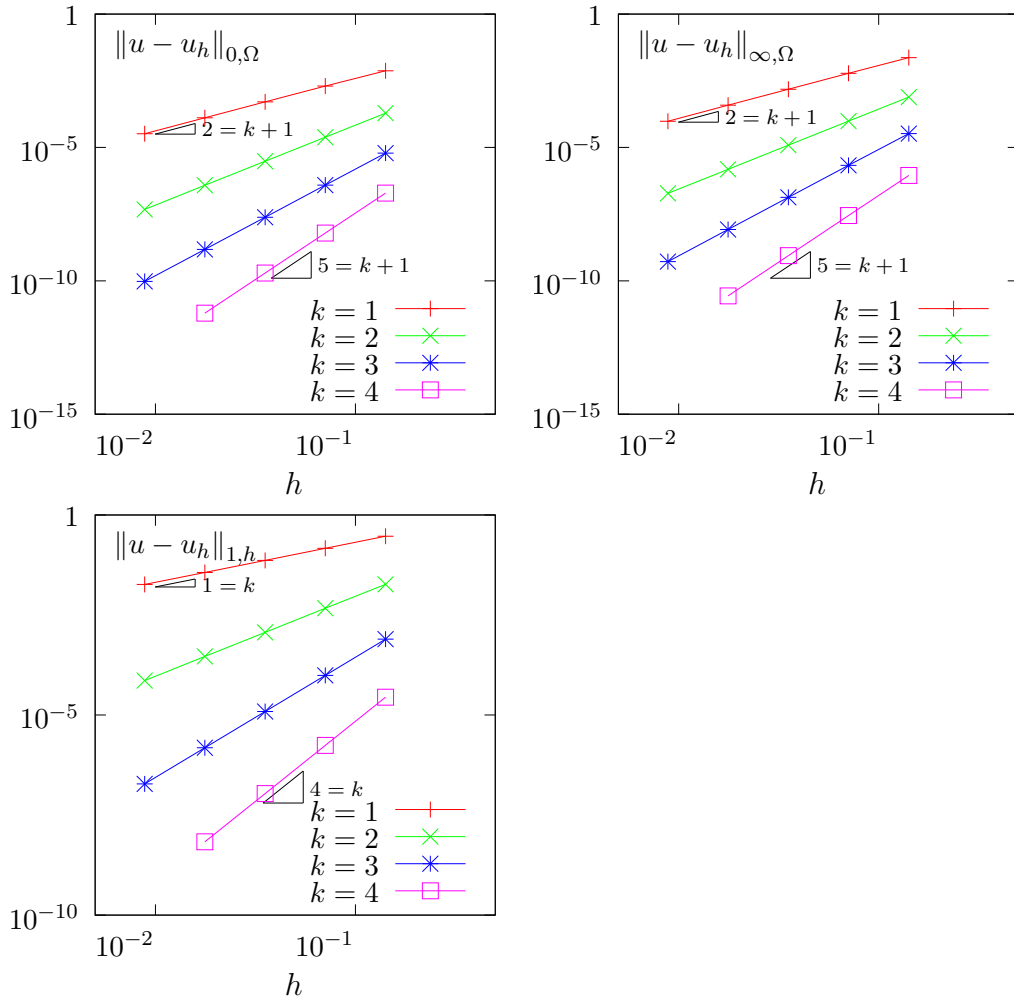 1
‖u − u_h‖_{0,Ω}
2 = k + 1
10^{-5}
5 = k + 1
10^{-10}
k = 1
k = 2
k = 3
k = 4
10^{-15}
10^{-2}
10^{-1}
h
1
‖u − u_h‖_{∞,Ω}
2 = k + 1
10^{-5}
5 = k + 1
10^{-10}
k = 1
k = 2
k = 3
k = 4
10^{-15}
10^{-2}
10^{-1}
h
1
‖u − u_h‖_{1,h}
1 = k
10^{-5}
4 = k
k = 1
k = 2
k = 3
k = 4
10^{-10}
10^{-2}
10^{-1}
h